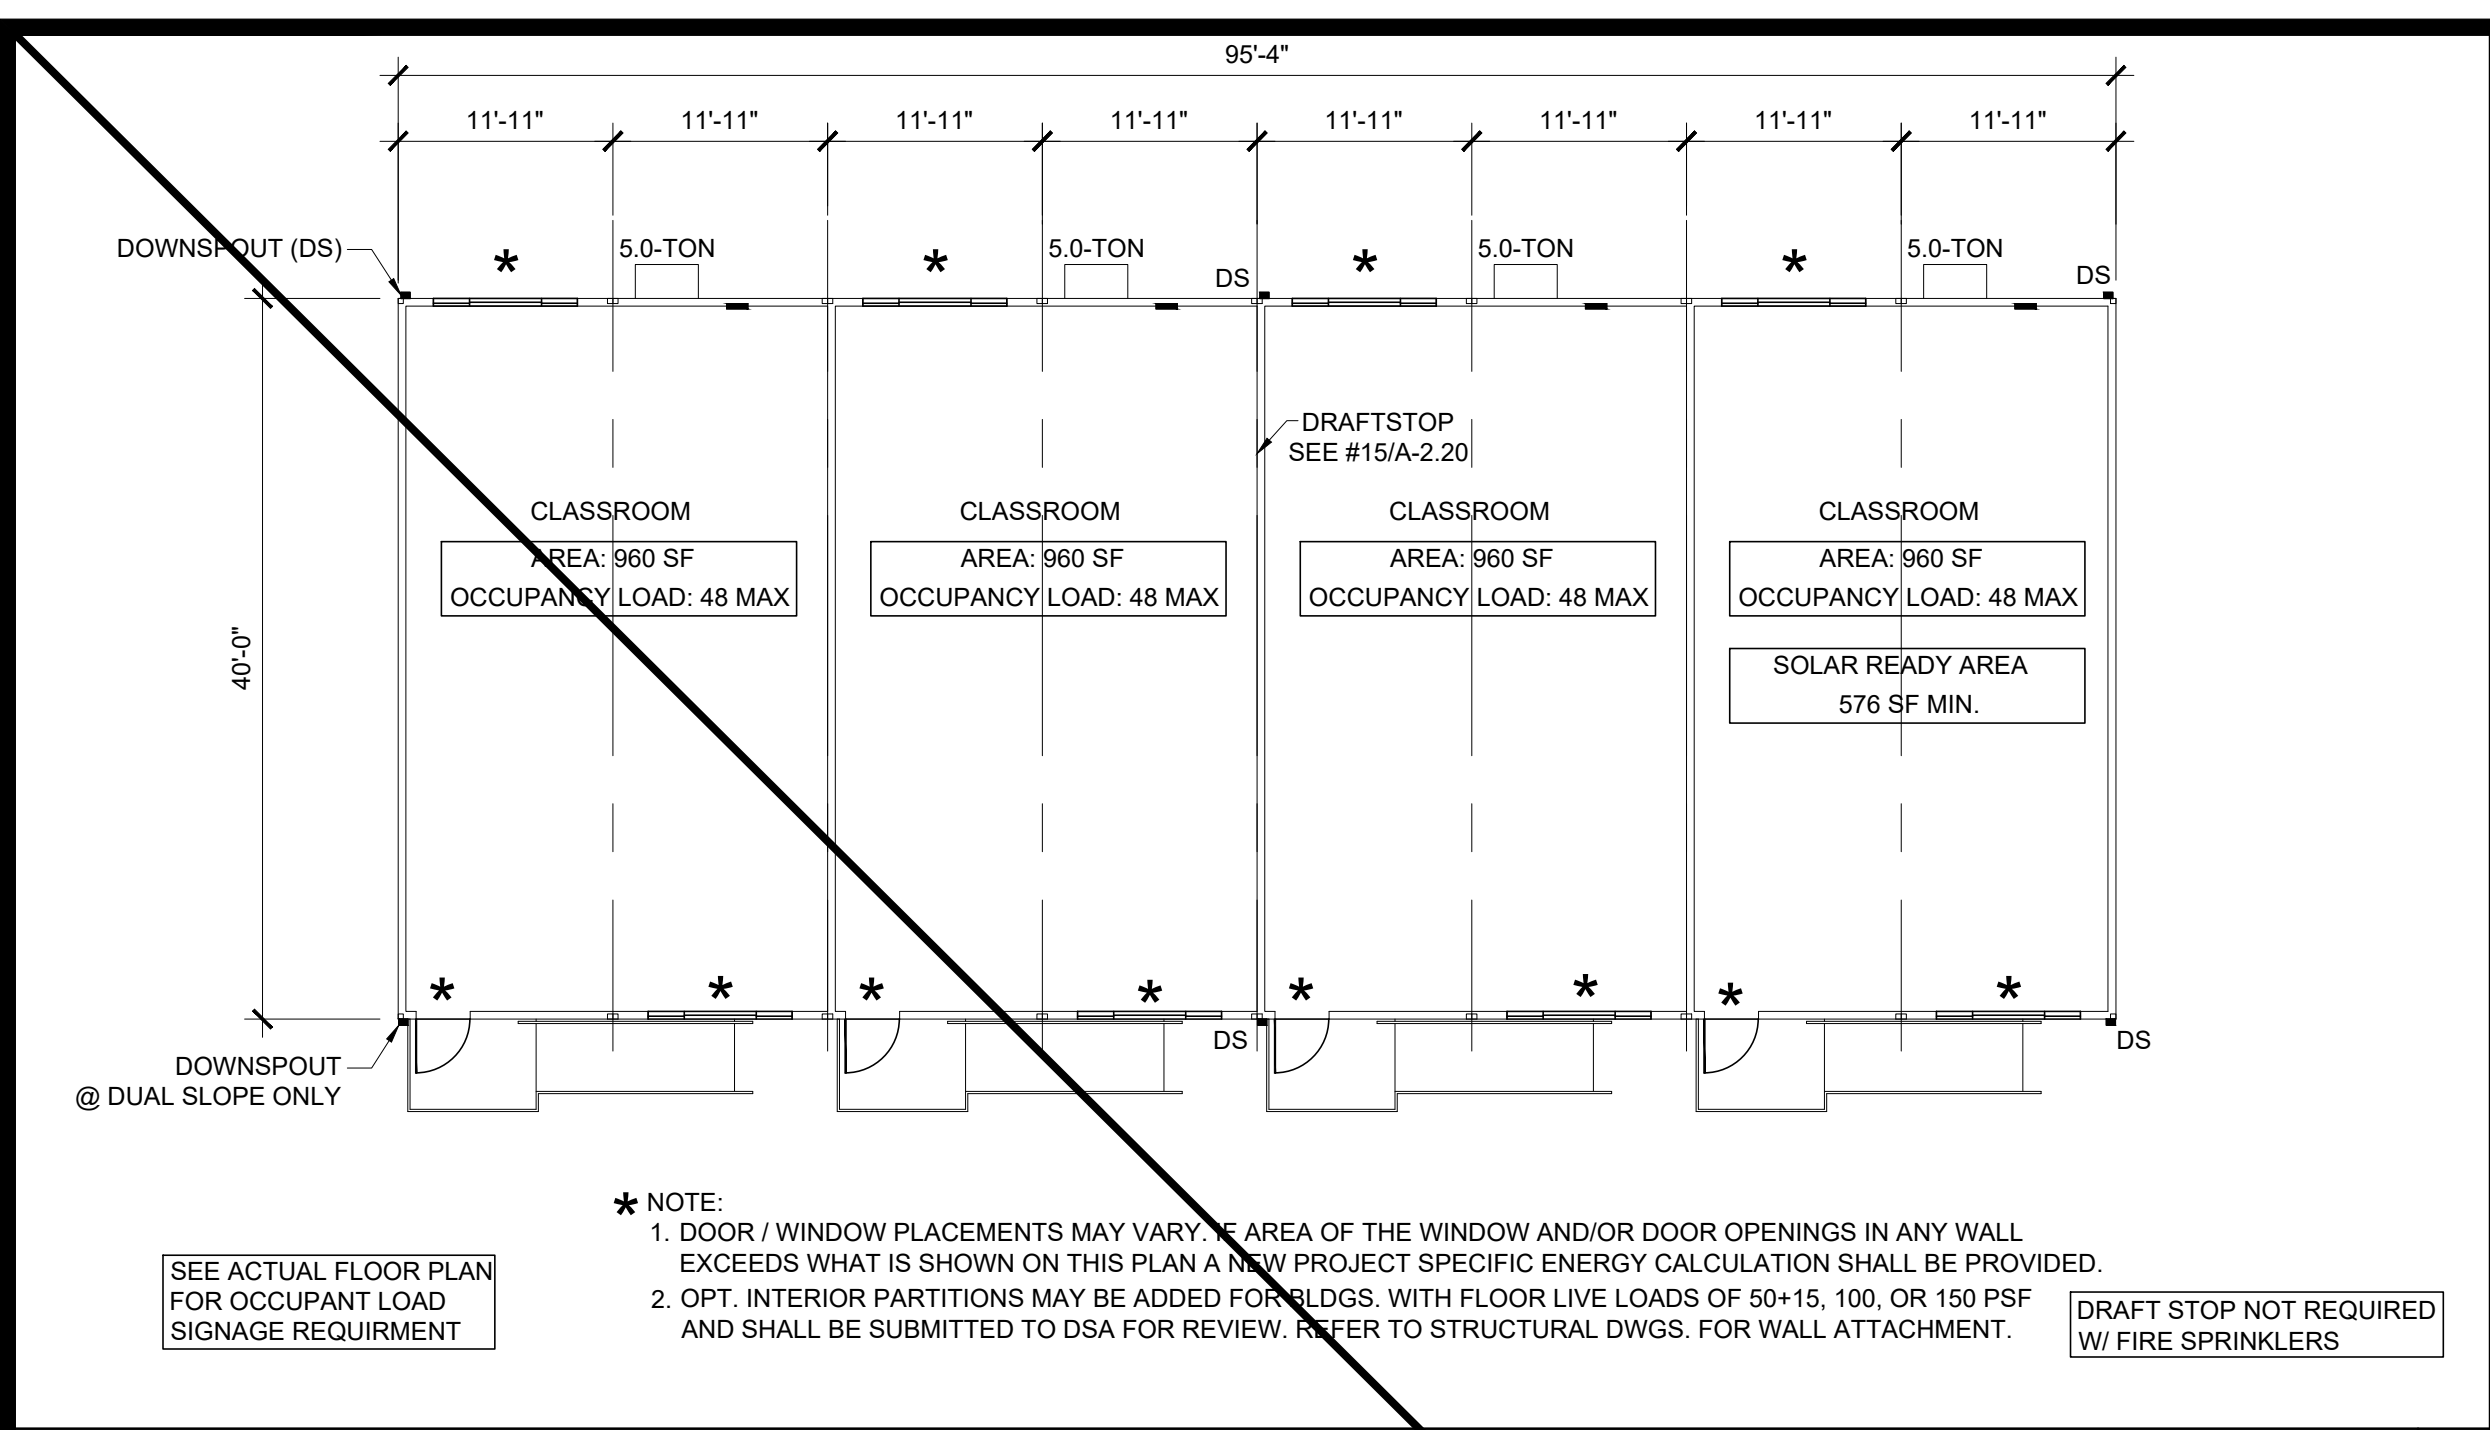 95'-4"
11'-11" 11'-11" 11'-11" 11'-11" 11'-11" 11'-11" 11'-11" 11'-11"
DOWNSPOUT (DS)
* 5.0-TON * 5.0-TON * 5.0-TON * 5.0-TON
DS DS
DRAFTSTOP
SEE #15/A-2.20
CLASSROOM CLASSROOM CLASSROOM CLASSROOM
AREA: 960 SF AREA: 960 SF AREA: 960 SF AREA: 960 SF
OCCUPANCY LOAD: 48 MAX OCCUPANCY LOAD: 48 MAX OCCUPANCY LOAD: 48 MAX OCCUPANCY LOAD: 48 MAX
SOLAR READY AREA
576 SF MIN.
40'-0"
* * * * * * * *
DS DS
DOWNSPOUT
@ DUAL SLOPE ONLY
* NOTE:
1. DOOR / WINDOW PLACEMENTS MAY VARY. IF AREA OF THE WINDOW AND/OR DOOR OPENINGS IN ANY WALL
EXCEEDS WHAT IS SHOWN ON THIS PLAN A NEW PROJECT SPECIFIC ENERGY CALCULATION SHALL BE PROVIDED.
2. OPT. INTERIOR PARTITIONS MAY BE ADDED FOR BLDGS. WITH FLOOR LIVE LOADS OF 50+15, 100, OR 150 PSF
AND SHALL BE SUBMITTED TO DSA FOR REVIEW. REFER TO STRUCTURAL DWGS. FOR WALL ATTACHMENT.
SEE ACTUAL FLOOR PLAN
FOR OCCUPANT LOAD
SIGNAGE REQUIRMENT
DRAFT STOP NOT REQUIRED
W/ FIRE SPRINKLERS